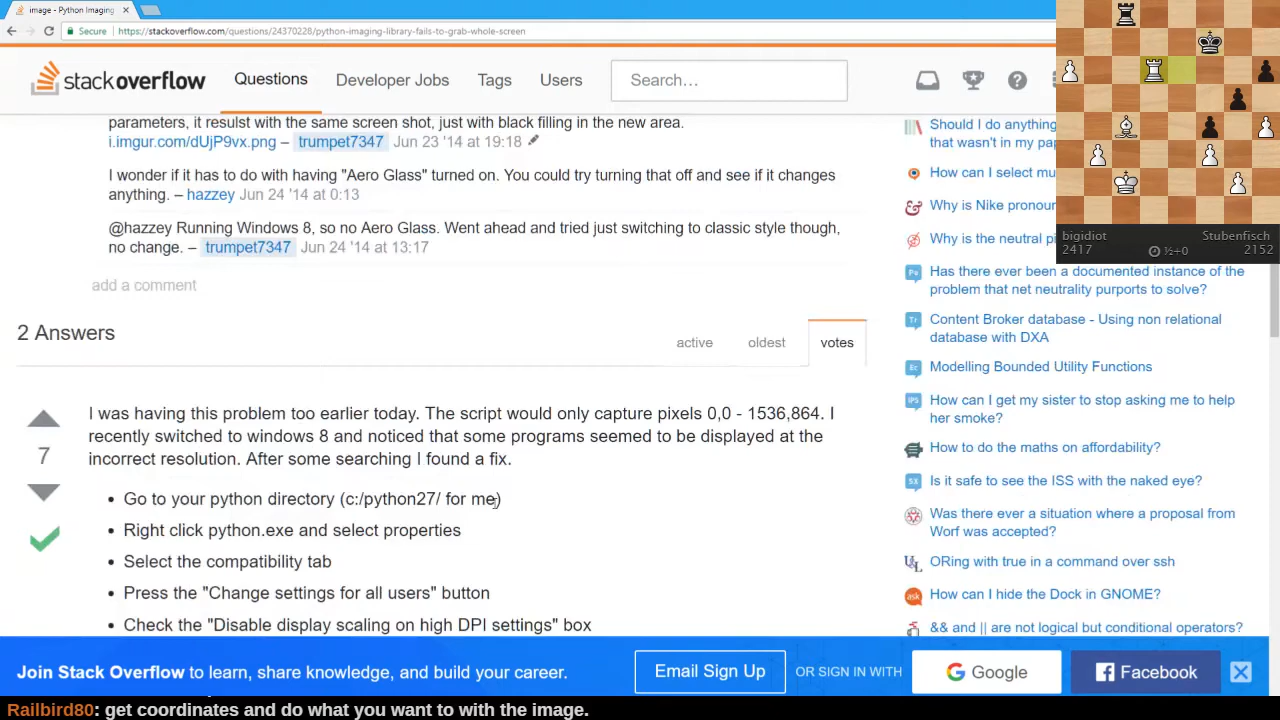 image - Python Imaging
Secure
https://stackoverflow.com/questions/24370228/python-imaging-library-fails-to-grab-whole-screen
stackoverflow
Questions
Developer Jobs
Tags
Users
Search...
parameters, it resulst with the same screen shot, just with black filling in the new area.
i.imgur.com/dUjP9vx.png – trumpet7347 Jun 23 '14 at 19:18
I wonder if it has to do with having "Aero Glass" turned on. You could try turning that off and see if it changes
anything. – hazzey Jun 24 '14 at 0:13
@hazzey Running Windows 8, so no Aero Glass. Went ahead and tried just switching to classic style though,
no change. – trumpet7347 Jun 24 '14 at 13:17
add a comment
2 Answers
active
oldest
votes
7
I was having this problem too earlier today. The script would only capture pixels 0,0 - 1536,864. I
recently switched to windows 8 and noticed that some programs seemed to be displayed at the
incorrect resolution. After some searching I found a fix.
• Go to your python directory (c:/python27/ for me)
• Right click python.exe and select properties
• Select the compatibility tab
• Press the "Change settings for all users" button
• Check the "Disable display scaling on high DPI settings" box
Should I do anything
that wasn't in my pap
How can I select mu
Why is Nike pronour
Why is the neutral pi
Has there ever been a documented instance of the
problem that net neutrality purports to solve?
Content Broker database - Using non relational
database with DXA
Modelling Bounded Utility Functions
How can I get my sister to stop asking me to help
her smoke?
How to do the maths on affordability?
Is it safe to see the ISS with the naked eye?
Was there ever a situation where a proposal from
Worf was accepted?
ORing with true in a command over ssh
How can I hide the Dock in GNOME?
&& and || are not logical but conditional operators?
bigidiot
2417
½+0
Stubenfisch
2152
Join Stack Overflow to learn, share knowledge, and build your career.
Email Sign Up
OR SIGN IN WITH
Google
Facebook
Railbird80: get coordinates and do what you want to with the image.